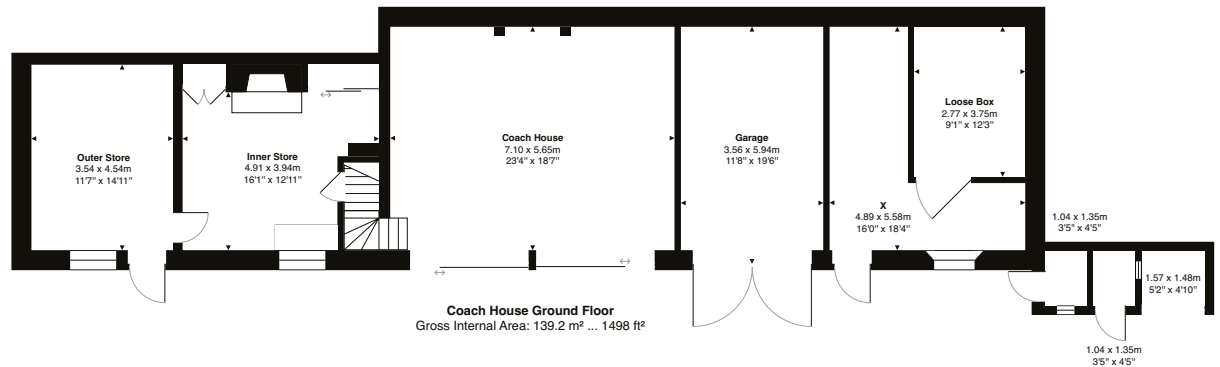 Outer Store
3.54 x 4.54m
11'7" x 14'11"
Inner Store
4.91 x 3.94m
16'1" x 12'11"
Coach House
7.10 x 5.65m
23'4" x 18'7"
Garage
3.56 x 5.94m
11'8" x 19'6"
Loose Box
2.77 x 3.75m
9'1" x 12'3"
X
4.89 x 5.58m
16'0" x 18'4"
1.04 x 1.35m
3'5" x 4'5"
1.57 x 1.48m
5'2" x 4'10"
1.04 x 1.35m
3'5" x 4'5"
Coach House Ground Floor
Gross Internal Area: 139.2 m² ... 1498 ft²